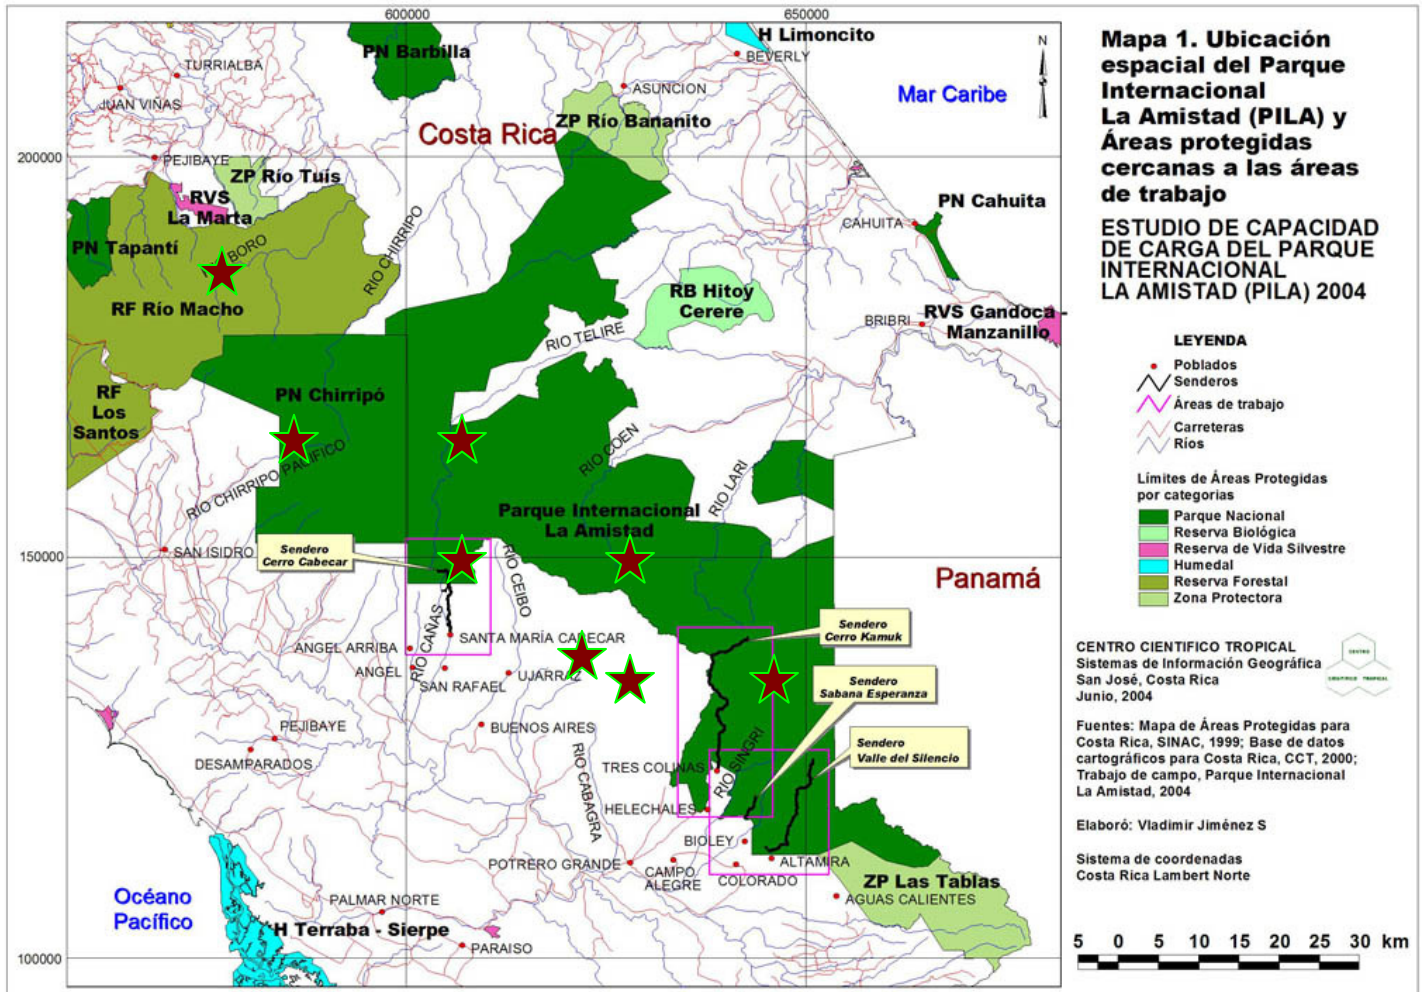 600000
650000
PN Barbilla
H Limoncito
BEVERLY
N
TURRIALBA
JUAN VIÑAS
ASUNCION
Mar Caribe
ZP Río Bananito
Costa Rica
200000
PEJIBAYE
ZP Río Tuís
RVS
La Marta
PN Cahuita
CAHUITA
PN Tapantí
BORO
RIO CHIRRIPO
RF Río Macho
RB Hitoy
Cerere
BRIBRI
RVS Gandoca -
Manzanillo
RIO TELIRE
PN Chirripó
RF
Los
Santos
RIO COEN
RIO LARI
RIO CHIRRIPO PACIFICO
Parque Internacional
La Amistad
SAN ISIDRO
150000
Sendero
Cerro Cabecar
RIO CEIBO
Panamá
RIO CAÑAS
SANTA MARÍA CABECAR
ANGEL ARRIBA
ANGEL
SAN RAFAEL
UJARRAZ
Sendero
Cerro Kamuk
Sendero
Sabana Esperanza
Sendero
Valle del Silencio
PEJIBAYE
DESAMPARADOS
BUENOS AIRES
RIO CABAGRA
TRES COLINAS
RIO SINGRI
HELECHALES
BIOLEY
POTRERO GRANDE
CAMPO
ALEGRE
COLORADO
ALTAMIRA
ZP Las Tablas
AGUAS CALIENTES
Océano
Pacífico
PALMAR NORTE
H Terraba - Sierpe
PARAISO
100000
Mapa 1. Ubicación
espacial del Parque
Internacional
La Amistad (PILA) y
Áreas protegidas
cercanas a las áreas
de trabajo
ESTUDIO DE CAPACIDAD
DE CARGA DEL PARQUE
INTERNACIONAL
LA AMISTAD (PILA) 2004
LEYENDA
Poblados
Senderos
Áreas de trabajo
Carreteras
Ríos
Límites de Áreas Protegidas
por categorias
Parque Nacional
Reserva Biológica
Reserva de Vida Silvestre
Humedal
Reserva Forestal
Zona Protectora
CENTRO CIENTIFICO TROPICAL
Sistemas de Información Geográfica
San José, Costa Rica
Junio, 2004
CENTRO
CIENTIFICO TROPICAL
Fuentes: Mapa de Áreas Protegidas para
Costa Rica, SINAC, 1999; Base de datos
cartográficos para Costa Rica, CCT, 2000;
Trabajo de campo, Parque Internacional
La Amistad, 2004
Elaboró: Vladimir Jiménez S
Sistema de coordenadas
Costa Rica Lambert Norte
5 0 5 10 15 20 25 30 km